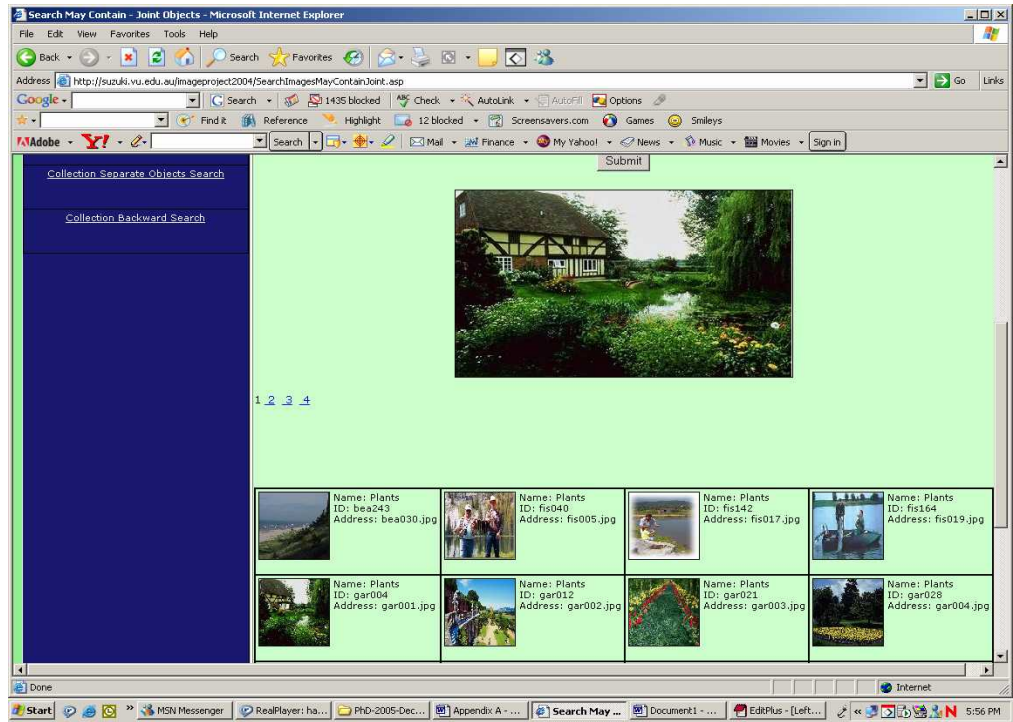 Search May Contain - Joint Objects - Microsoft Internet Explorer
File Edit View Favorites Tools Help
Back Search Favorites
Address http://suzuki.vu.edu.au/imageproject2004/SearchImagesMayContainJoint.asp Go Links
Google Search 1435 blocked ABC Check AutoLink AutoFill Options
Find it Reference Highlight 12 blocked Screensavers.com Games Smileys
Adobe Y! Search Mail Finance My Yahoo! News Music Movies Sign in
Submit
Collection Separate Objects Search
Collection Backward Search
1 2 3 4
Name: Plants
ID: bea243
Address: bea030.jpg
Name: Plants
ID: fis040
Address: fis005.jpg
Name: Plants
ID: fis142
Address: fis017.jpg
Name: Plants
ID: fis164
Address: fis019.jpg
Name: Plants
ID: gar004
Address: gar001.jpg
Name: Plants
ID: gar012
Address: gar002.jpg
Name: Plants
ID: gar021
Address: gar003.jpg
Name: Plants
ID: gar028
Address: gar004.jpg
Done Internet
Start » MSN Messenger RealPlayer: ha... PhD-2005-Dec... Appendix A - ... Search May ... Document1 - ... EditPlus - [Left... « N 5:56 PM